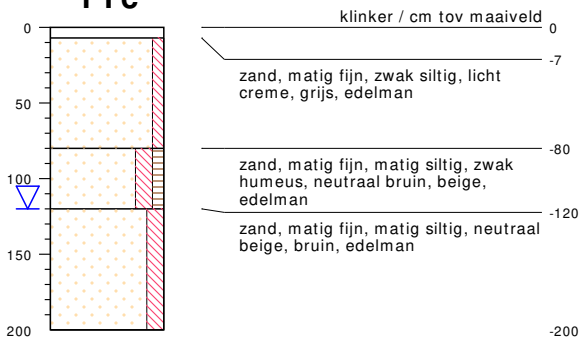 klinker / cm tov maaiveld
0
0
-7
zand, matig fijn, zwak siltig, licht
creme, grijs, edelman
50
-80
zand, matig fijn, matig siltig, zwak
humeus, neutraal bruin, beige,
edelman
100
-120
zand, matig fijn, matig siltig, neutraal
beige, bruin, edelman
150
200
-200